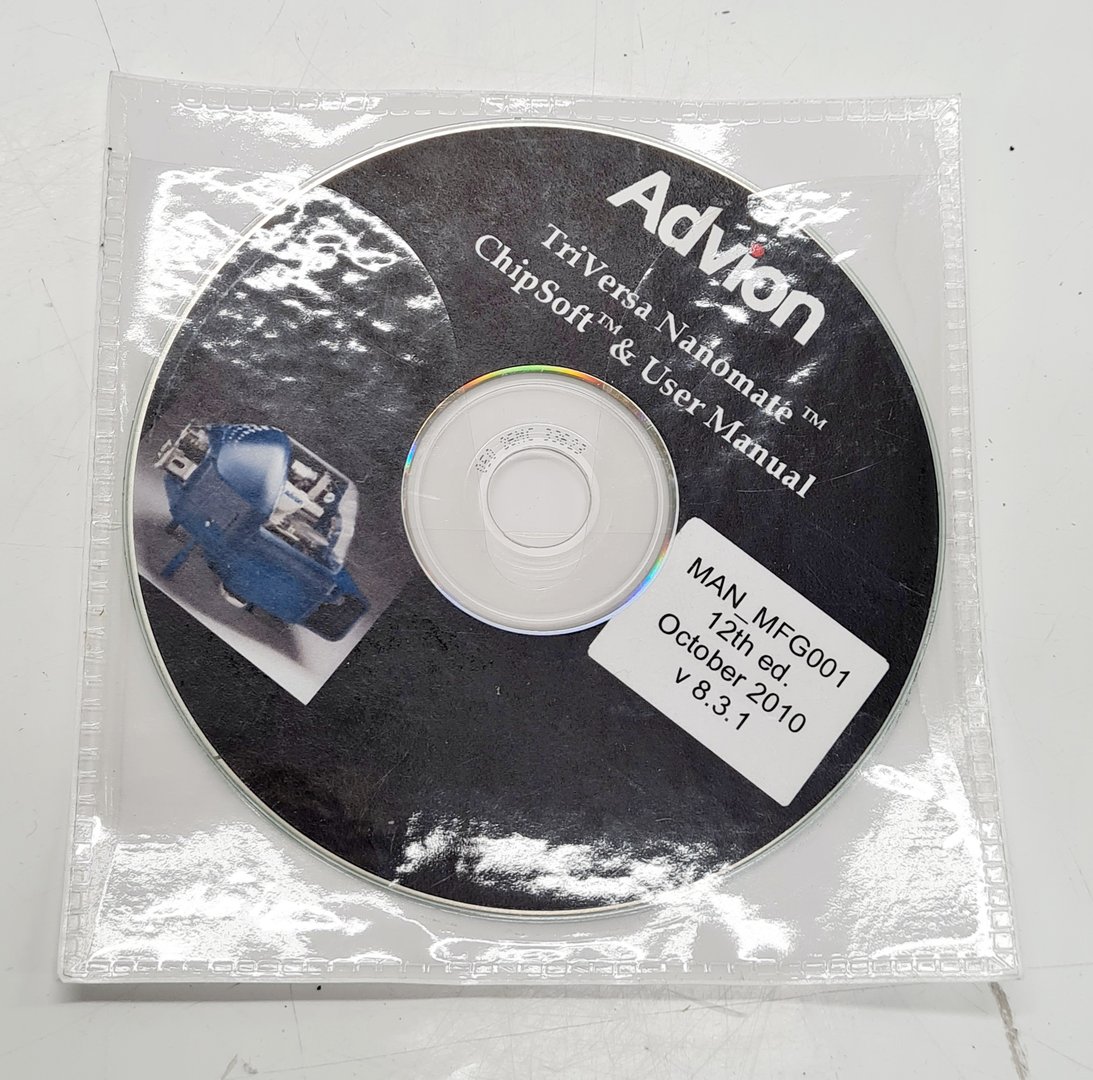 Advion
TriVersa Nanomate™
ChipSoft™ & User Manual
MAN_MFG001
12th ed.
October 2010
v 8.3.1